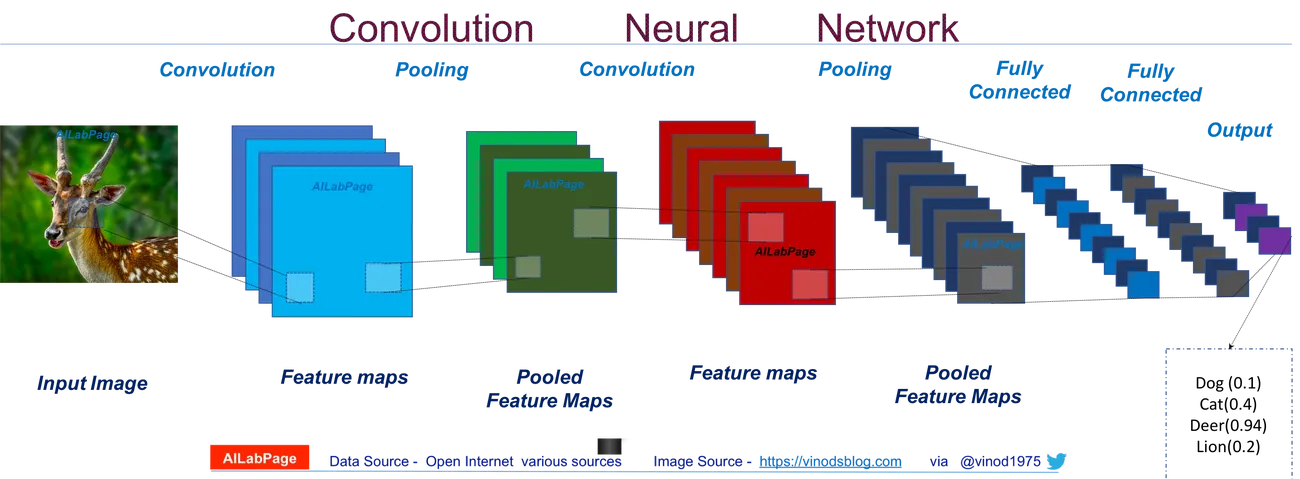 Convolution Neural Network
Convolution
Pooling
Convolution
Pooling
Fully
Connected
Fully
Connected
Output
AILabPage
AILabPage
AILabPage
AILabPage
AILabPage
Input Image
Feature maps
Pooled
Feature Maps
Feature maps
Pooled
Feature Maps
Dog (0.1)
Cat(0.4)
Deer(0.94)
Lion(0.2)
AILabPage
Data Source - Open Internet various sources
Image Source - https://vinodsblog.com via @vinod1975